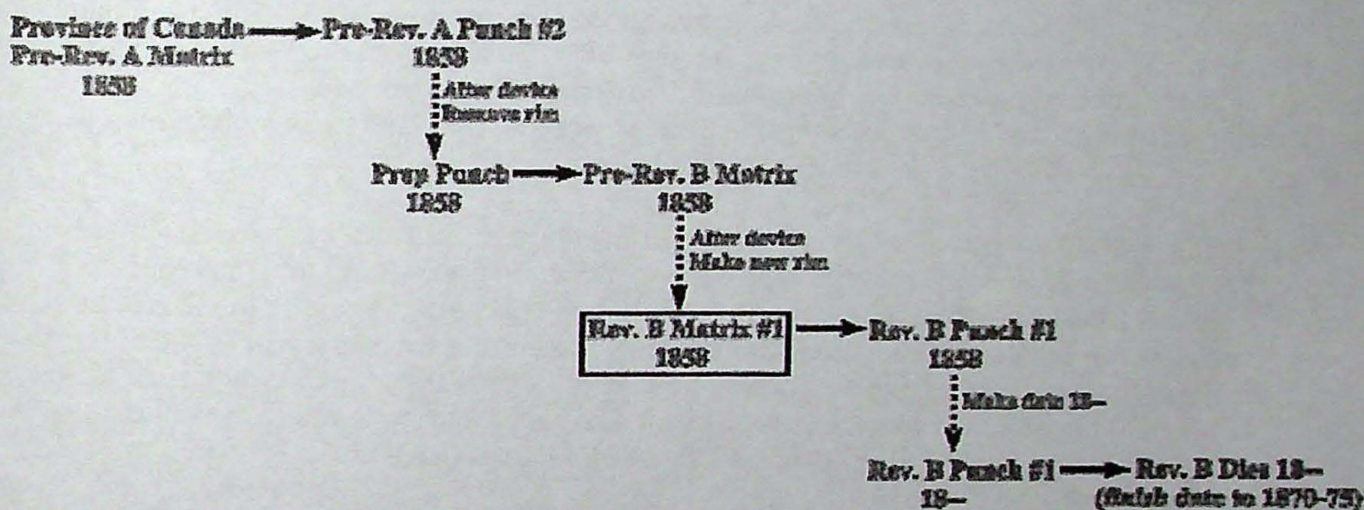 Province of Canada
Pre-Rev. A Matrix
1858
Pre-Rev. A Punch #2
1858
Alter device
Remove rim
Prep Punch
1858
Pre-Rev. B Matrix
1858
Alter device
Make new rim
Rev. B Matrix #1
1858
Rev. B Punch #1
1858
Make date 18–
Rev. B Punch #1
18–
Rev. B Dies 18–
(finish date to 1870-75)